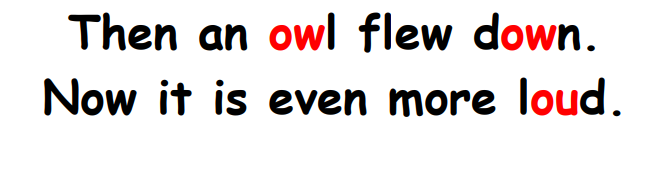 Then an owl flew down.
Now it is even more loud.